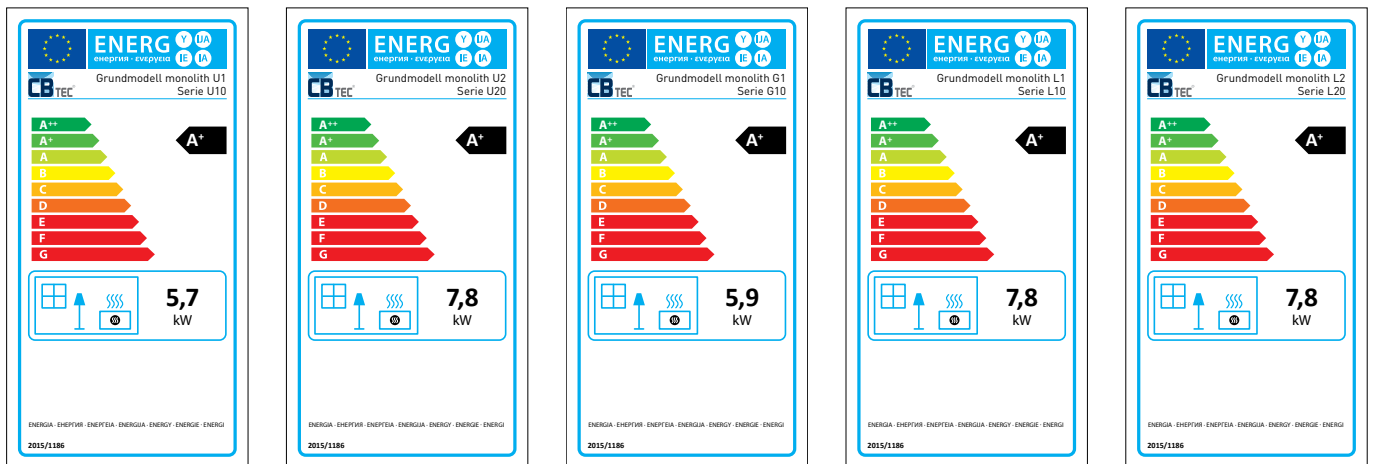 ENERG Y IJA IE IA
енергия · ενεργεια
CB TEC®
Grundmodell monolith U1
Serie U10
A++
A+
A
B
C
D
E
F
G
A+
5,7
kW
ENERGIA · ЕНЕРГИЯ · ΕΝΕΡΓΕΙΑ · ENERGIJA · ENERGY · ENERGIE · ENERGI
2015/1186
ENERG Y IJA IE IA
енергия · ενεργεια
CB TEC®
Grundmodell monolith U2
Serie U20
A++
A+
A
B
C
D
E
F
G
A+
7,8
kW
ENERGIA · ЕНЕРГИЯ · ΕΝΕΡΓΕΙΑ · ENERGIJA · ENERGY · ENERGIE · ENERGI
2015/1186
ENERG Y IJA IE IA
енергия · ενεργεια
CB TEC®
Grundmodell monolith G1
Serie G10
A++
A+
A
B
C
D
E
F
G
A+
5,9
kW
ENERGIA · ЕНЕРГИЯ · ΕΝΕΡΓΕΙΑ · ENERGIJA · ENERGY · ENERGIE · ENERGI
2015/1186
ENERG Y IJA IE IA
енергия · ενεργεια
CB TEC®
Grundmodell monolith L1
Serie L10
A++
A+
A
B
C
D
E
F
G
A+
7,8
kW
ENERGIA · ЕНЕРГИЯ · ΕΝΕΡΓΕΙΑ · ENERGIJA · ENERGY · ENERGIE · ENERGI
2015/1186
ENERG Y IJA IE IA
енергия · ενεργεια
CB TEC®
Grundmodell monolith L2
Serie L20
A++
A+
A
B
C
D
E
F
G
A+
7,8
kW
ENERGIA · ЕНЕРГИЯ · ΕΝΕΡΓΕΙΑ · ENERGIJA · ENERGY · ENERGIE · ENERGI
2015/1186